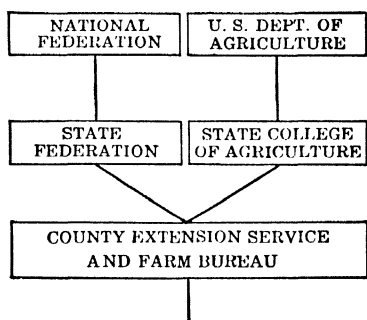 NATIONAL
FEDERATION
U. S. DEPT. OF
AGRICULTURE
STATE
FEDERATION
STATE COLLEGE
OF AGRICULTURE
COUNTY EXTENSION SERVICE
AND FARM BUREAU